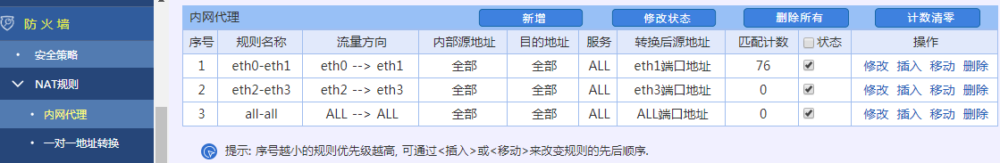 防火墙
安全策略
NAT规则
内网代理
一对一地址转换
内网代理 新增 修改状态 删除所有 计数清零
序号 规则名称 流量方向 内部源地址 目的地址 服务 转换后源地址 匹配计数 状态 操作
1 eth0-eth1 eth0 --> eth1 全部 全部 ALL eth1端口地址 76 修改 插入 移动 删除
2 eth2-eth3 eth2 --> eth3 全部 全部 ALL eth3端口地址 0 修改 插入 移动 删除
3 all-all ALL --> ALL 全部 全部 ALL ALL端口地址 0 修改 插入 移动 删除
提示: 序号越小的规则优先级越高, 可通过<插入>或<移动>来改变规则的先后顺序.